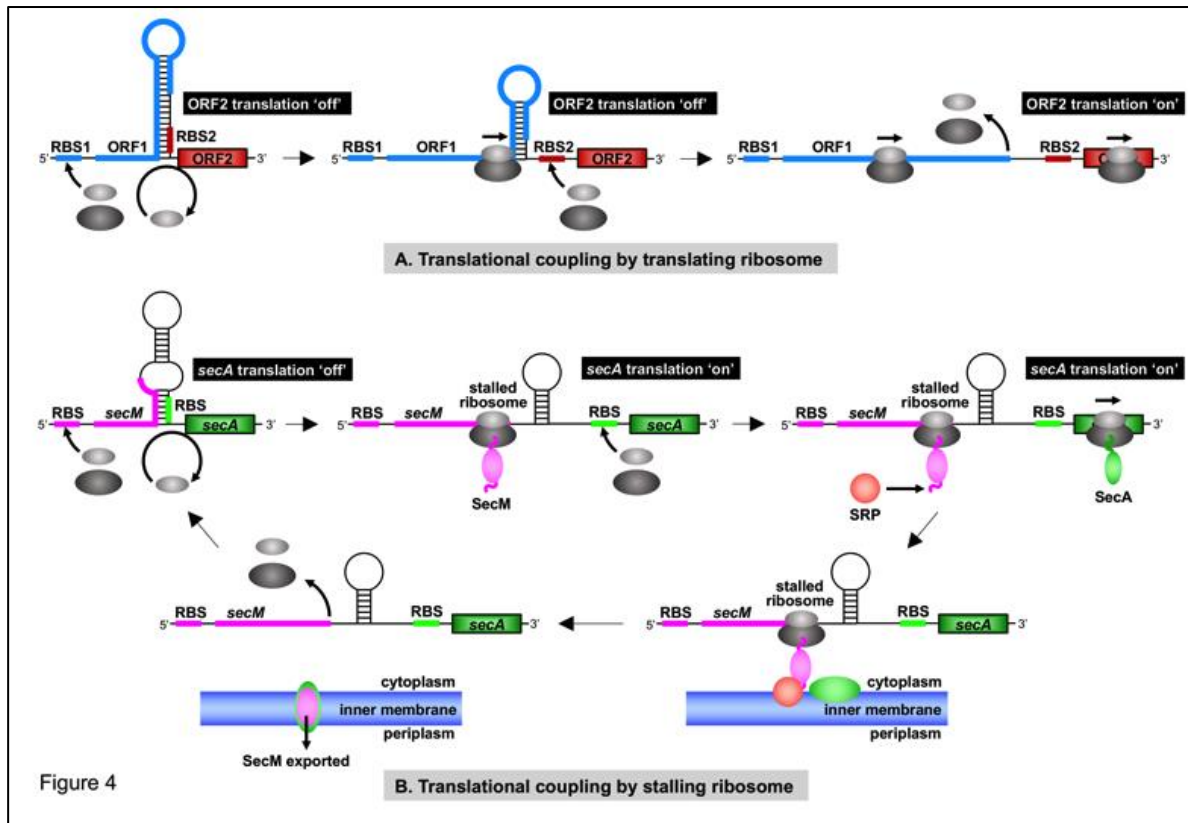 ORF2 translation 'off'
RBS1 ORF1 RBS2
5' ORF2 3'
ORF2 translation 'off'
RBS1 ORF1 RBS2
5' ORF2 3'
ORF2 translation 'on'
RBS1 ORF1 RBS2
5' 3'
A. Translational coupling by translating ribosome
secA translation 'off'
RBS secM RBS
5' secA 3'
secA translation 'on'
stalled
ribosome
RBS secM RBS
5' secA 3'
SecM
secA translation 'on'
stalled
ribosome
RBS secM RBS
5' 3'
SRP
SecA
RBS secM RBS
5' secA 3'
cytoplasm
inner membrane
periplasm
SecM exported
stalled
ribosome
RBS secM RBS
5' secA 3'
cytoplasm
inner membrane
periplasm
Figure 4
B. Translational coupling by stalling ribosome